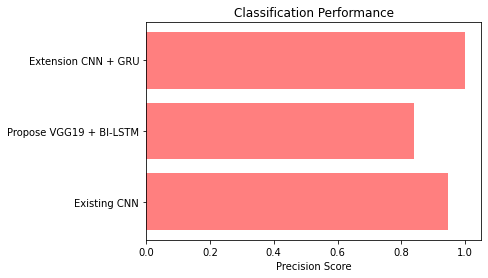 Classification Performance
Extension CNN + GRU
Propose VGG19 + BI-LSTM
Existing CNN
0.0 0.2 0.4 0.6 0.8 1.0
Precision Score